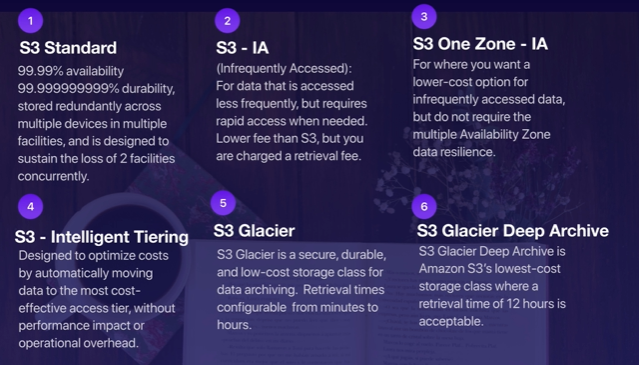 1
S3 Standard
99.99% availability
99.999999999% durability,
stored redundantly across
multiple devices in multiple
facilities, and is designed to
sustain the loss of 2 facilities
concurrently.
2
S3 - IA
(Infrequently Accessed):
For data that is accessed
less frequently, but requires
rapid access when needed.
Lower fee than S3, but you
are charged a retrieval fee.
3
S3 One Zone - IA
For where you want a
lower-cost option for
infrequently accessed data,
but do not require the
multiple Availability Zone
data resilience.
4
S3 - Intelligent Tiering
Designed to optimize costs
by automatically moving
data to the most cost-
effective access tier, without
performance impact or
operational overhead.
5
S3 Glacier
S3 Glacier is a secure, durable,
and low-cost storage class for
data archiving. Retrieval times
configurable from minutes to
hours.
6
S3 Glacier Deep Archive
S3 Glacier Deep Archive is
Amazon S3's lowest-cost
storage class where a
retrieval time of 12 hours is
acceptable.